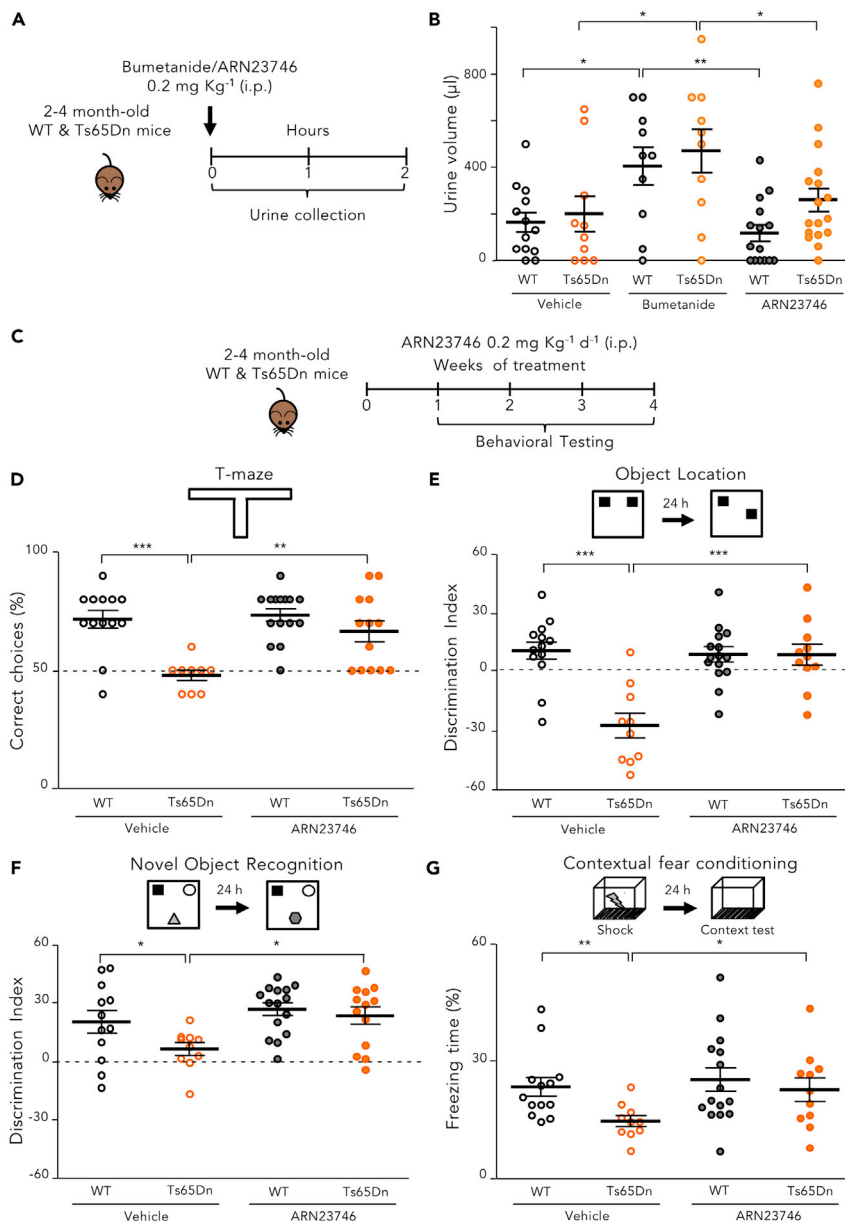 A
Bumetanide/ARN23746
0.2 mg Kg-1 (i.p.)
2-4 month-old
WT & Ts65Dn mice
Hours
0 1 2
Urine collection
B
* *
* **
Urine volume (µl)
800
400
0
WT Ts65Dn WT Ts65Dn WT Ts65Dn
Vehicle Bumetanide ARN23746
C
2-4 month-old
WT & Ts65Dn mice
ARN23746 0.2 mg Kg-1 d-1 (i.p.)
Weeks of treatment
0 1 2 3 4
Behavioral Testing
D
T-maze
*** **
Correct choices (%)
100
50
0
WT Ts65Dn WT Ts65Dn
Vehicle ARN23746
E
Object Location
24 h
*** ***
Discrimination Index
60
30
0
-30
-60
WT Ts65Dn WT Ts65Dn
Vehicle ARN23746
F
Novel Object Recognition
24 h
* *
Discrimination Index
60
30
0
-30
-60
WT Ts65Dn WT Ts65Dn
Vehicle ARN23746
G
Contextual fear conditioning
24 h
Shock Context test
** *
Freezing time (%)
60
30
0
WT Ts65Dn WT Ts65Dn
Vehicle ARN23746